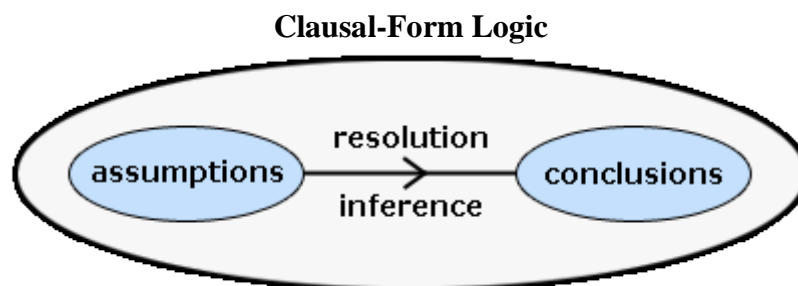 Clausal-Form Logic
resolution
assumptions
conclusions
inference